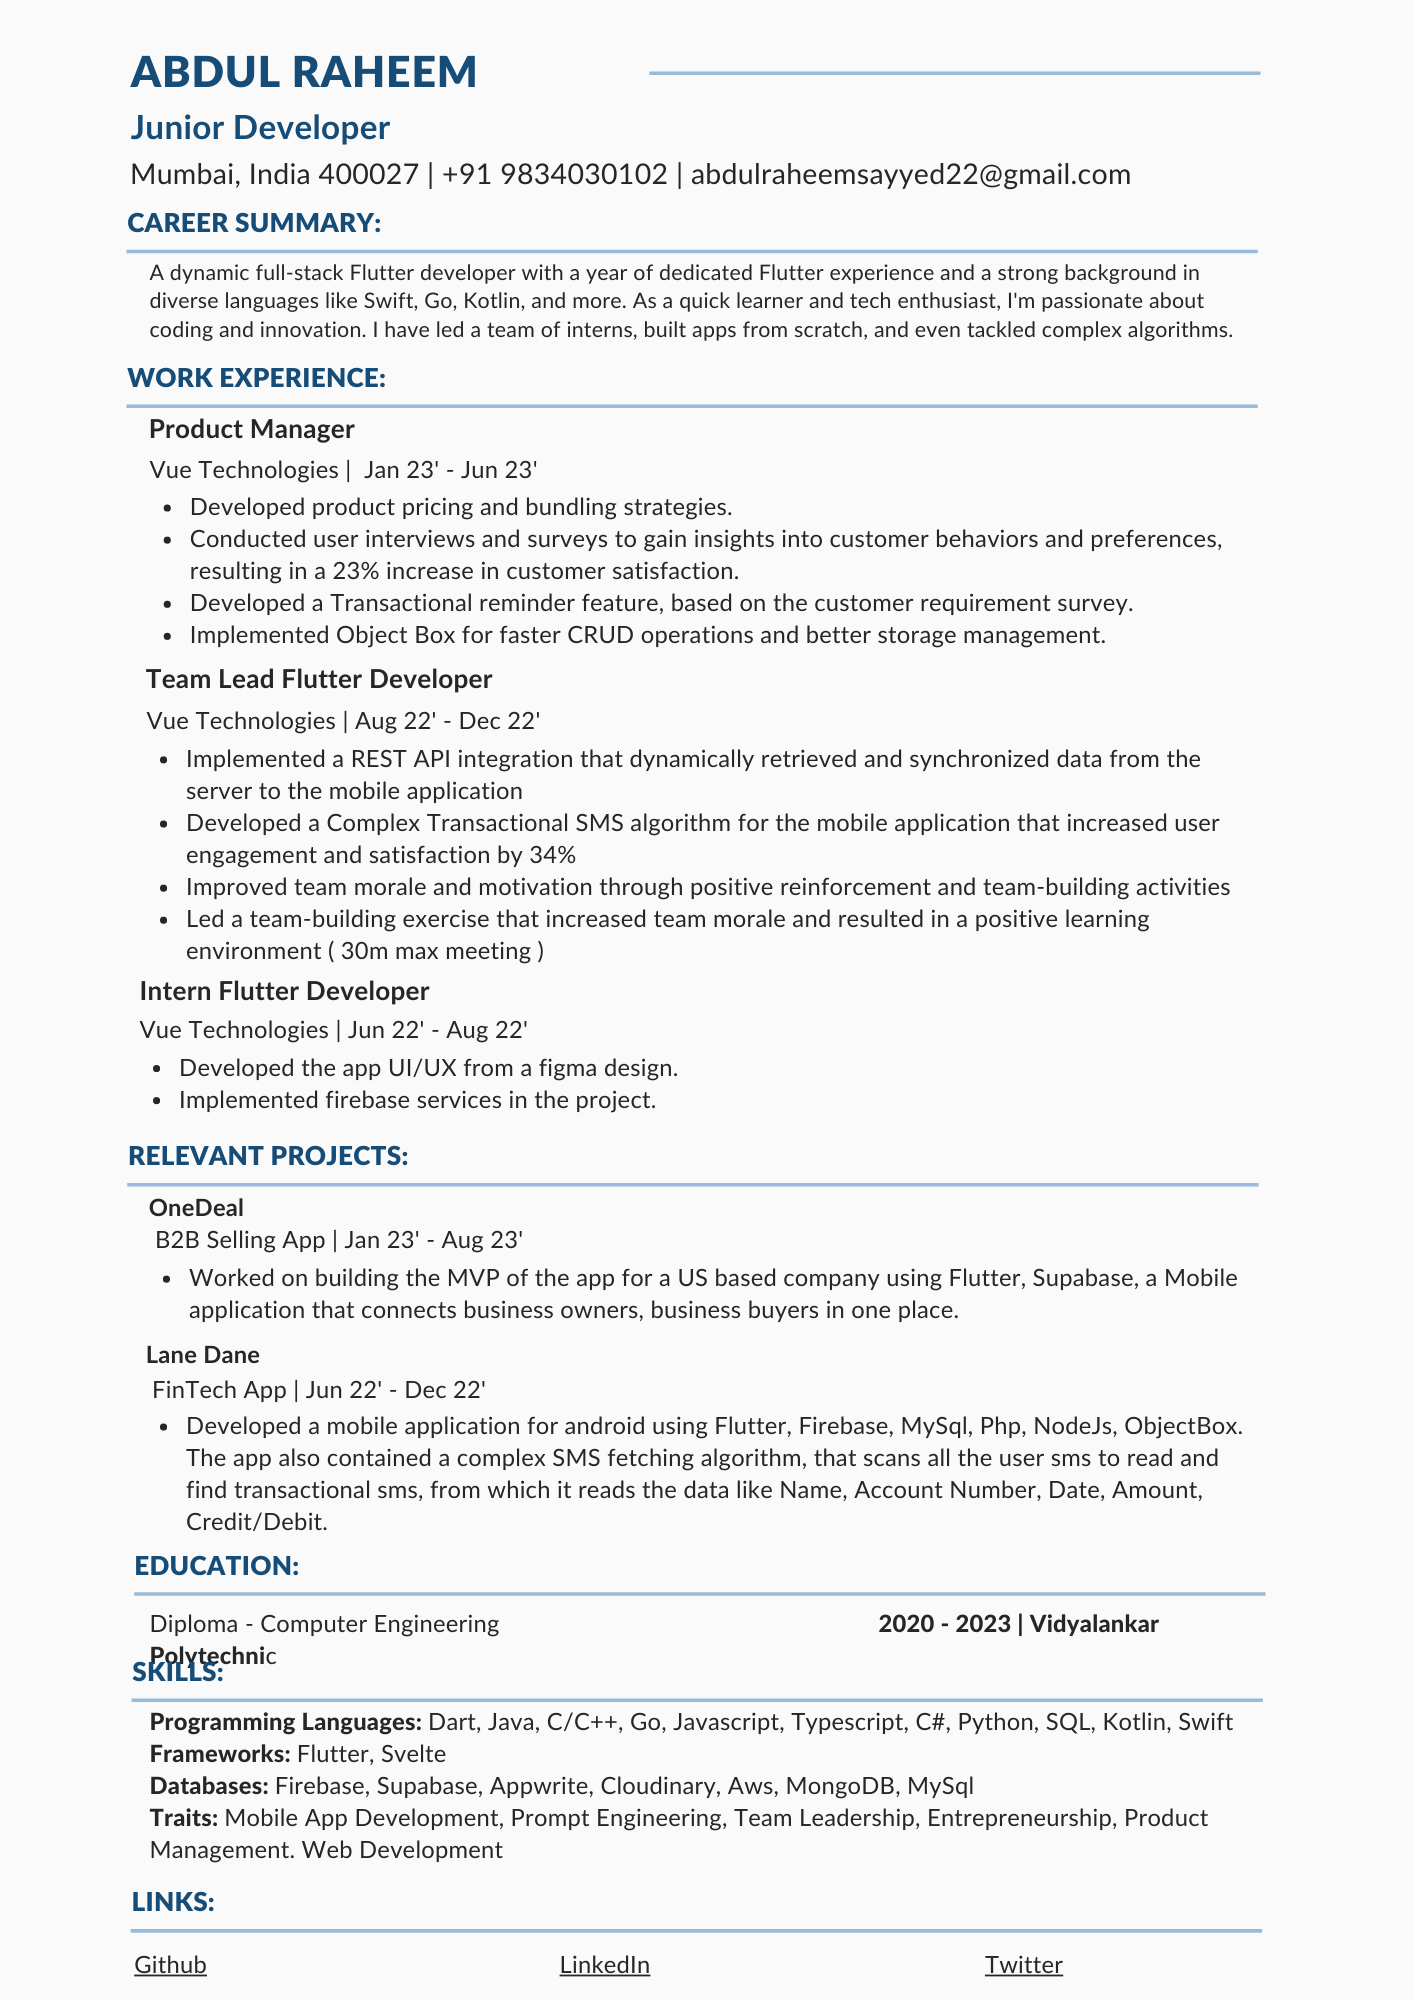 ABDUL RAHEEM
Junior Developer
Mumbai, India 400027 | +91 9834030102 | abdulraheemsayyed22@gmail.com
CAREER SUMMARY:
A dynamic full-stack Flutter developer with a year of dedicated Flutter experience and a strong background in
diverse languages like Swift, Go, Kotlin, and more. As a quick learner and tech enthusiast, I'm passionate about
coding and innovation. I have led a team of interns, built apps from scratch, and even tackled complex algorithms.
WORK EXPERIENCE:
Product Manager
Vue Technologies | Jan 23' - Jun 23'
• Developed product pricing and bundling strategies.
• Conducted user interviews and surveys to gain insights into customer behaviors and preferences,
resulting in a 23% increase in customer satisfaction.
• Developed a Transactional reminder feature, based on the customer requirement survey.
• Implemented Object Box for faster CRUD operations and better storage management.
Team Lead Flutter Developer
Vue Technologies | Aug 22' - Dec 22'
• Implemented a REST API integration that dynamically retrieved and synchronized data from the
server to the mobile application
• Developed a Complex Transactional SMS algorithm for the mobile application that increased user
engagement and satisfaction by 34%
• Improved team morale and motivation through positive reinforcement and team-building activities
• Led a team-building exercise that increased team morale and resulted in a positive learning
environment ( 30m max meeting )
Intern Flutter Developer
Vue Technologies | Jun 22' - Aug 22'
• Developed the app UI/UX from a figma design.
• Implemented firebase services in the project.
RELEVANT PROJECTS:
OneDeal
B2B Selling App | Jan 23' - Aug 23'
• Worked on building the MVP of the app for a US based company using Flutter, Supabase, a Mobile
application that connects business owners, business buyers in one place.
Lane Dane
FinTech App | Jun 22' - Dec 22'
• Developed a mobile application for android using Flutter, Firebase, MySql, Php, NodeJs, ObjectBox.
The app also contained a complex SMS fetching algorithm, that scans all the user sms to read and
find transactional sms, from which it reads the data like Name, Account Number, Date, Amount,
Credit/Debit.
EDUCATION:
Diploma - Computer Engineering 2020 - 2023 | Vidyalankar
Polytechnic
SKILLS:
Programming Languages: Dart, Java, C/C++, Go, Javascript, Typescript, C#, Python, SQL, Kotlin, Swift
Frameworks: Flutter, Svelte
Databases: Firebase, Supabase, Appwrite, Cloudinary, Aws, MongoDB, MySql
Traits: Mobile App Development, Prompt Engineering, Team Leadership, Entrepreneurship, Product
Management. Web Development
LINKS:
Github LinkedIn Twitter